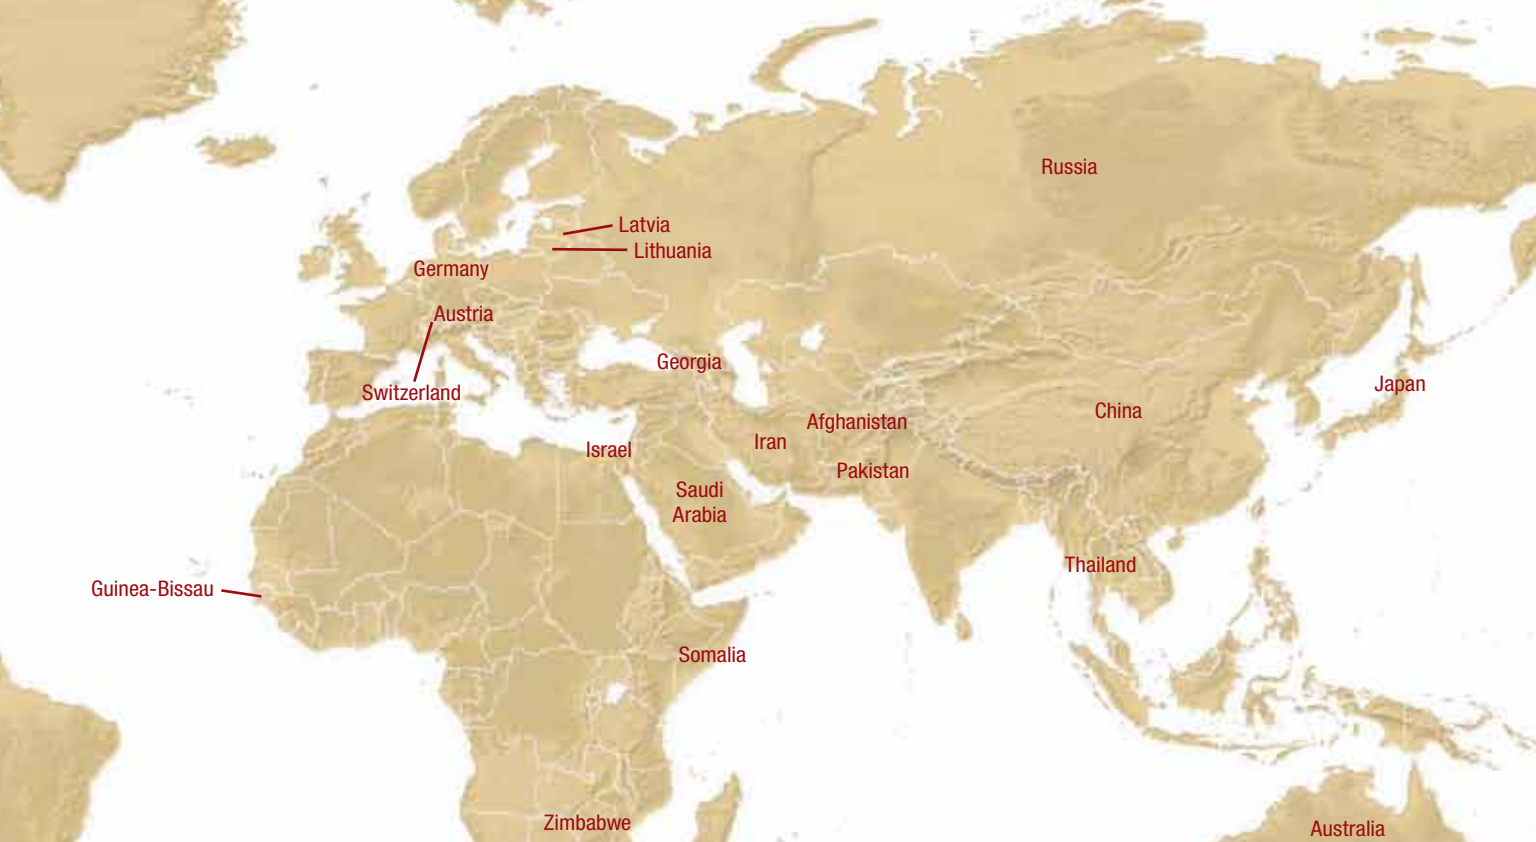 Russia
Latvia
Lithuania
Germany
Austria
Georgia
Switzerland
Japan
China
Afghanistan
Iran
Israel
Pakistan
Saudi
Arabia
Thailand
Guinea-Bissau
Somalia
Zimbabwe
Australia